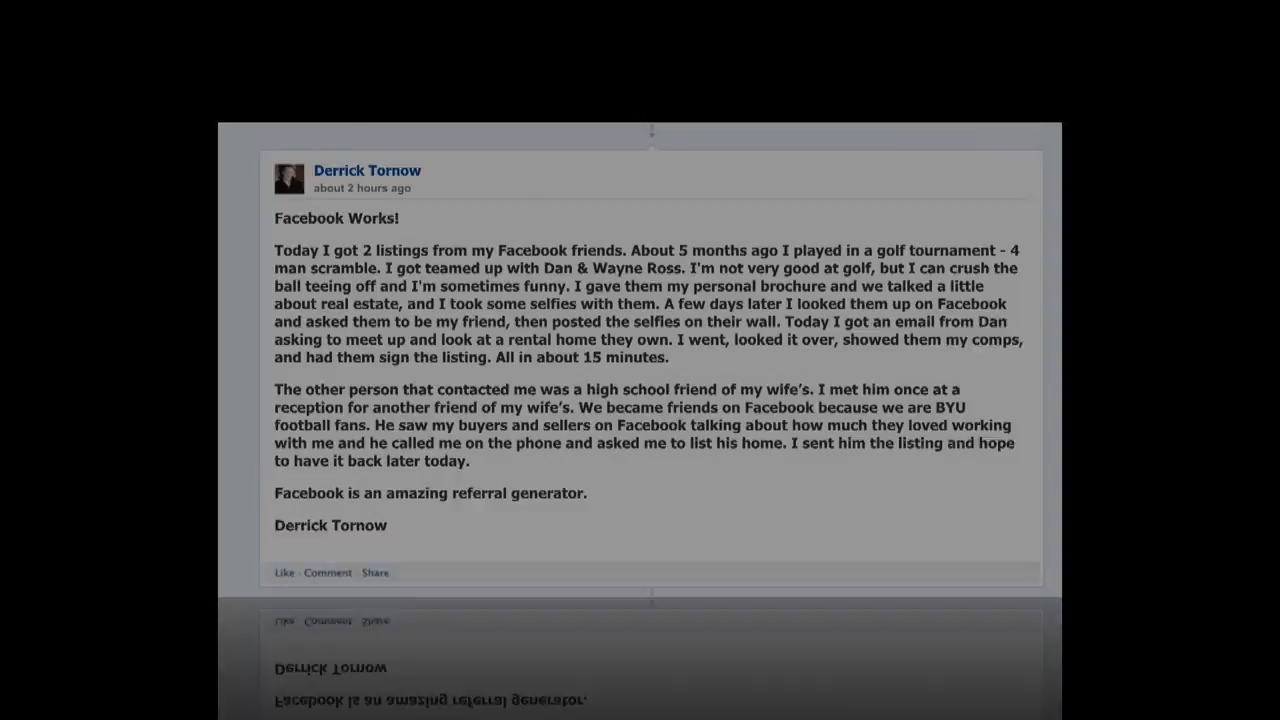 Derrick Tornow
about 2 hours ago
Facebook Works!
Today I got 2 listings from my Facebook friends. About 5 months ago I played in a golf tournament - 4
man scramble. I got teamed up with Dan & Wayne Ross. I'm not very good at golf, but I can crush the
ball teeing off and I'm sometimes funny. I gave them my personal brochure and we talked a little
about real estate, and I took some selfies with them. A few days later I looked them up on Facebook
and asked them to be my friend, then posted the selfies on their wall. Today I got an email from Dan
asking to meet up and look at a rental home they own. I went, looked it over, showed them my comps,
and had them sign the listing. All in about 15 minutes.
The other person that contacted me was a high school friend of my wife's. I met him once at a
reception for another friend of my wife's. We became friends on Facebook because we are BYU
football fans. He saw my buyers and sellers on Facebook talking about how much they loved working
with me and he called me on the phone and asked me to list his home. I sent him the listing and hope
to have it back later today.
Facebook is an amazing referral generator.
Derrick Tornow
Like · Comment · Share
Like · Comment · Share
Derrick Tornow
Facebook is an amazing referral generator.